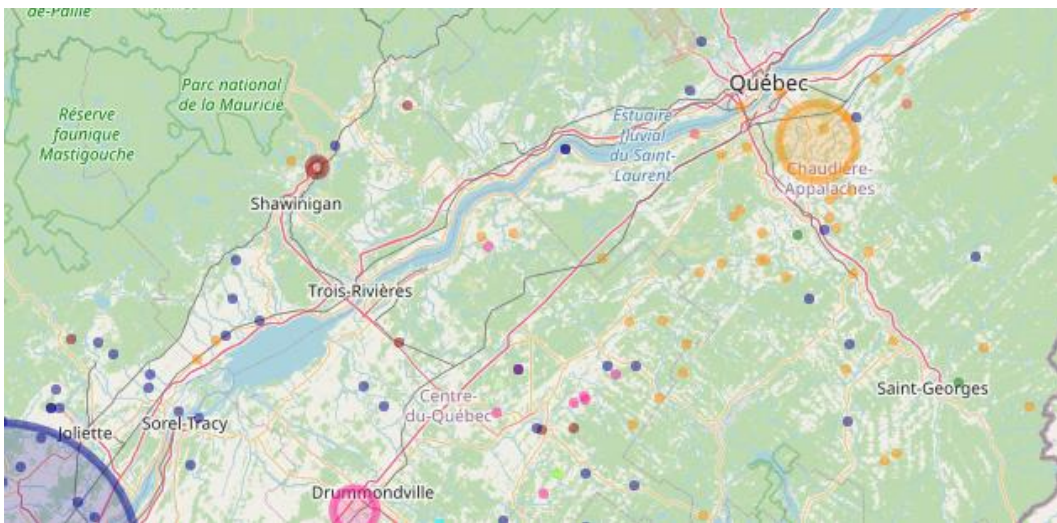 de-Paille
Parc national
de la Mauricie
Réserve
faunique
Mastigouche
Québec
Estuaire
fluvial
du Saint-
Laurent
Chaudière-
Appalaches
Shawinigan
Trois-Rivières
Centre-
du-Québec
Saint-Georges
Joliette
Sorel-Tracy
Drummondville